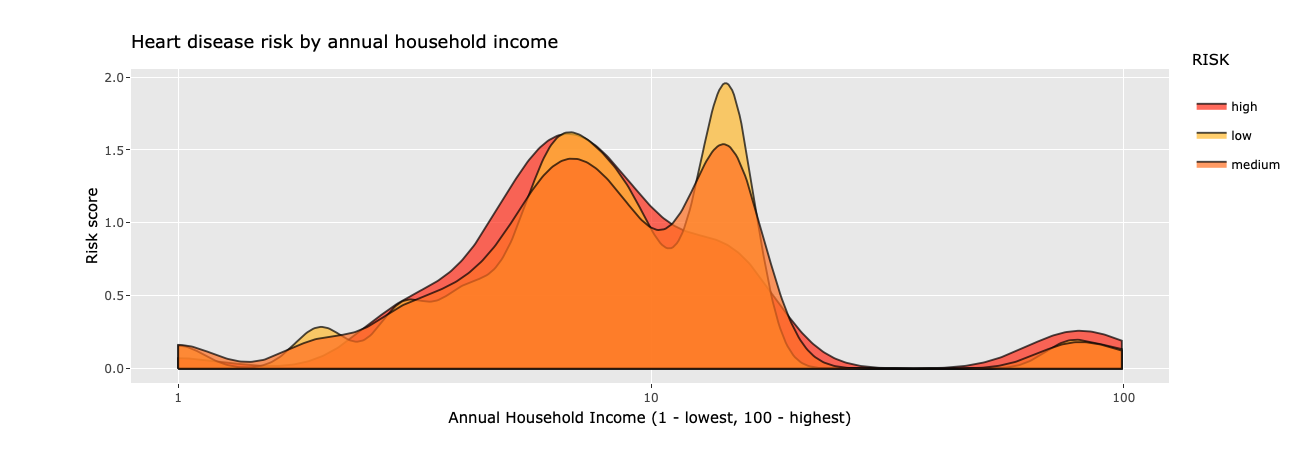 Heart disease risk by annual household income
RISK
high
low
medium
Risk score
2.0
1.5
1.0
0.5
0.0
1
10
100
Annual Household Income (1 - lowest, 100 - highest)